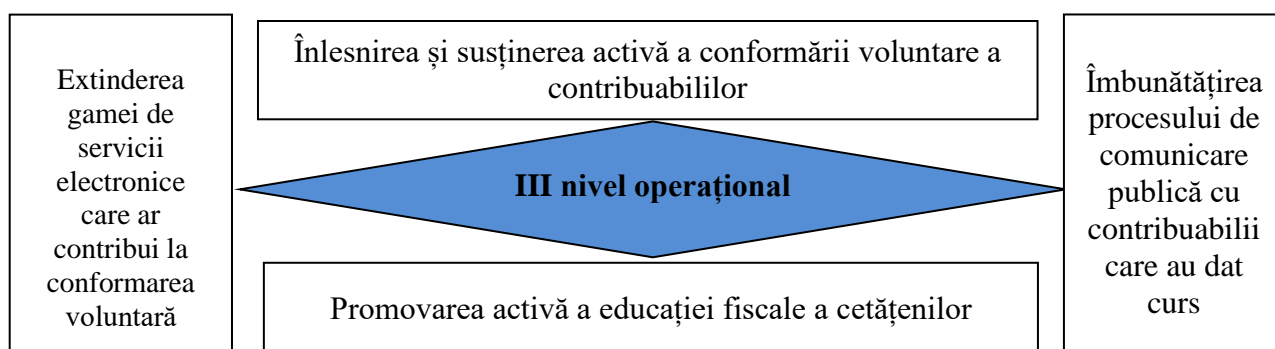 Extinderea
gamei de
servicii
electronice
care ar
contribui la
conformarea
voluntară
Înlesnirea și susținerea activă a conformării voluntare a
contribuabililor
III nivel operațional
Promovarea activă a educației fiscale a cetățenilor
Îmbunătățirea
procesului de
comunicare
publică cu
contribuabilii
care au dat
curs